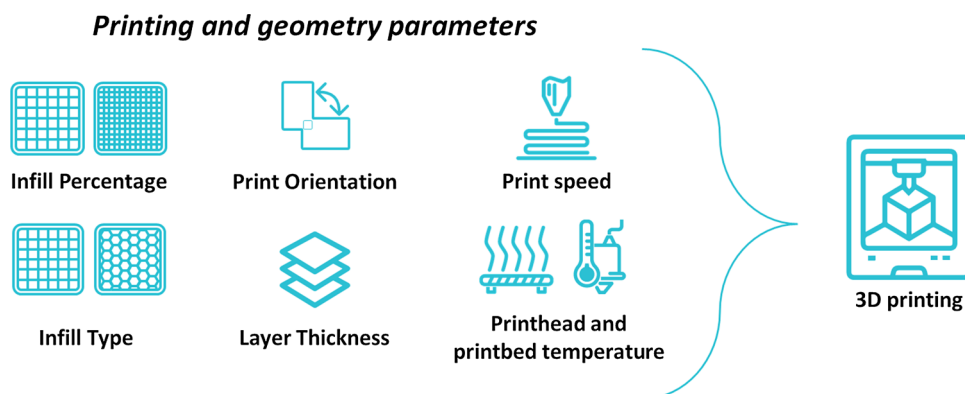 Printing and geometry parameters
Infill Percentage
Print Orientation
Print speed
Infill Type
Layer Thickness
Printhead and
printbed temperature
3D printing